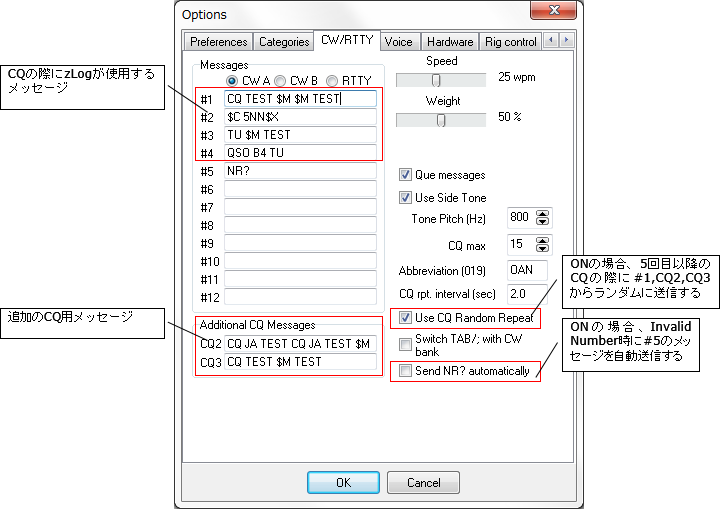 Options
Preferences Categories CW/RTTY Voice Hardware Rig control
Messages
CW A CW B RTTY
#1 CQ TEST $M $M TEST
#2 $C 5NN$X
#3 TU $M TEST
#4 QSO B4 TU
#5 NR?
#6
#7
#8
#9
#10
#11
#12
Additional CQ Messages
CQ2 CQ JA TEST CQ JA TEST $M
CQ3 CQ TEST $M TEST
Speed
25 wpm
Weight
50 %
Que messages
Use Side Tone
Tone Pitch (Hz) 800
CQ max 15
Abbreviation (019) OAN
CQ rpt. interval (sec) 2.0
Use CQ Random Repeat
Switch TAB/; with CW
bank
Send NR? automatically
OK Cancel
CQの際にzLogが使用する
メッセージ
追加のCQ用メッセージ
ONの場合、5回目以降の
CQの際に #1,CQ2,CQ3
からランダムに送信する
ONの場合、Invalid
Number時に#5のメッ
セージを自動送信する